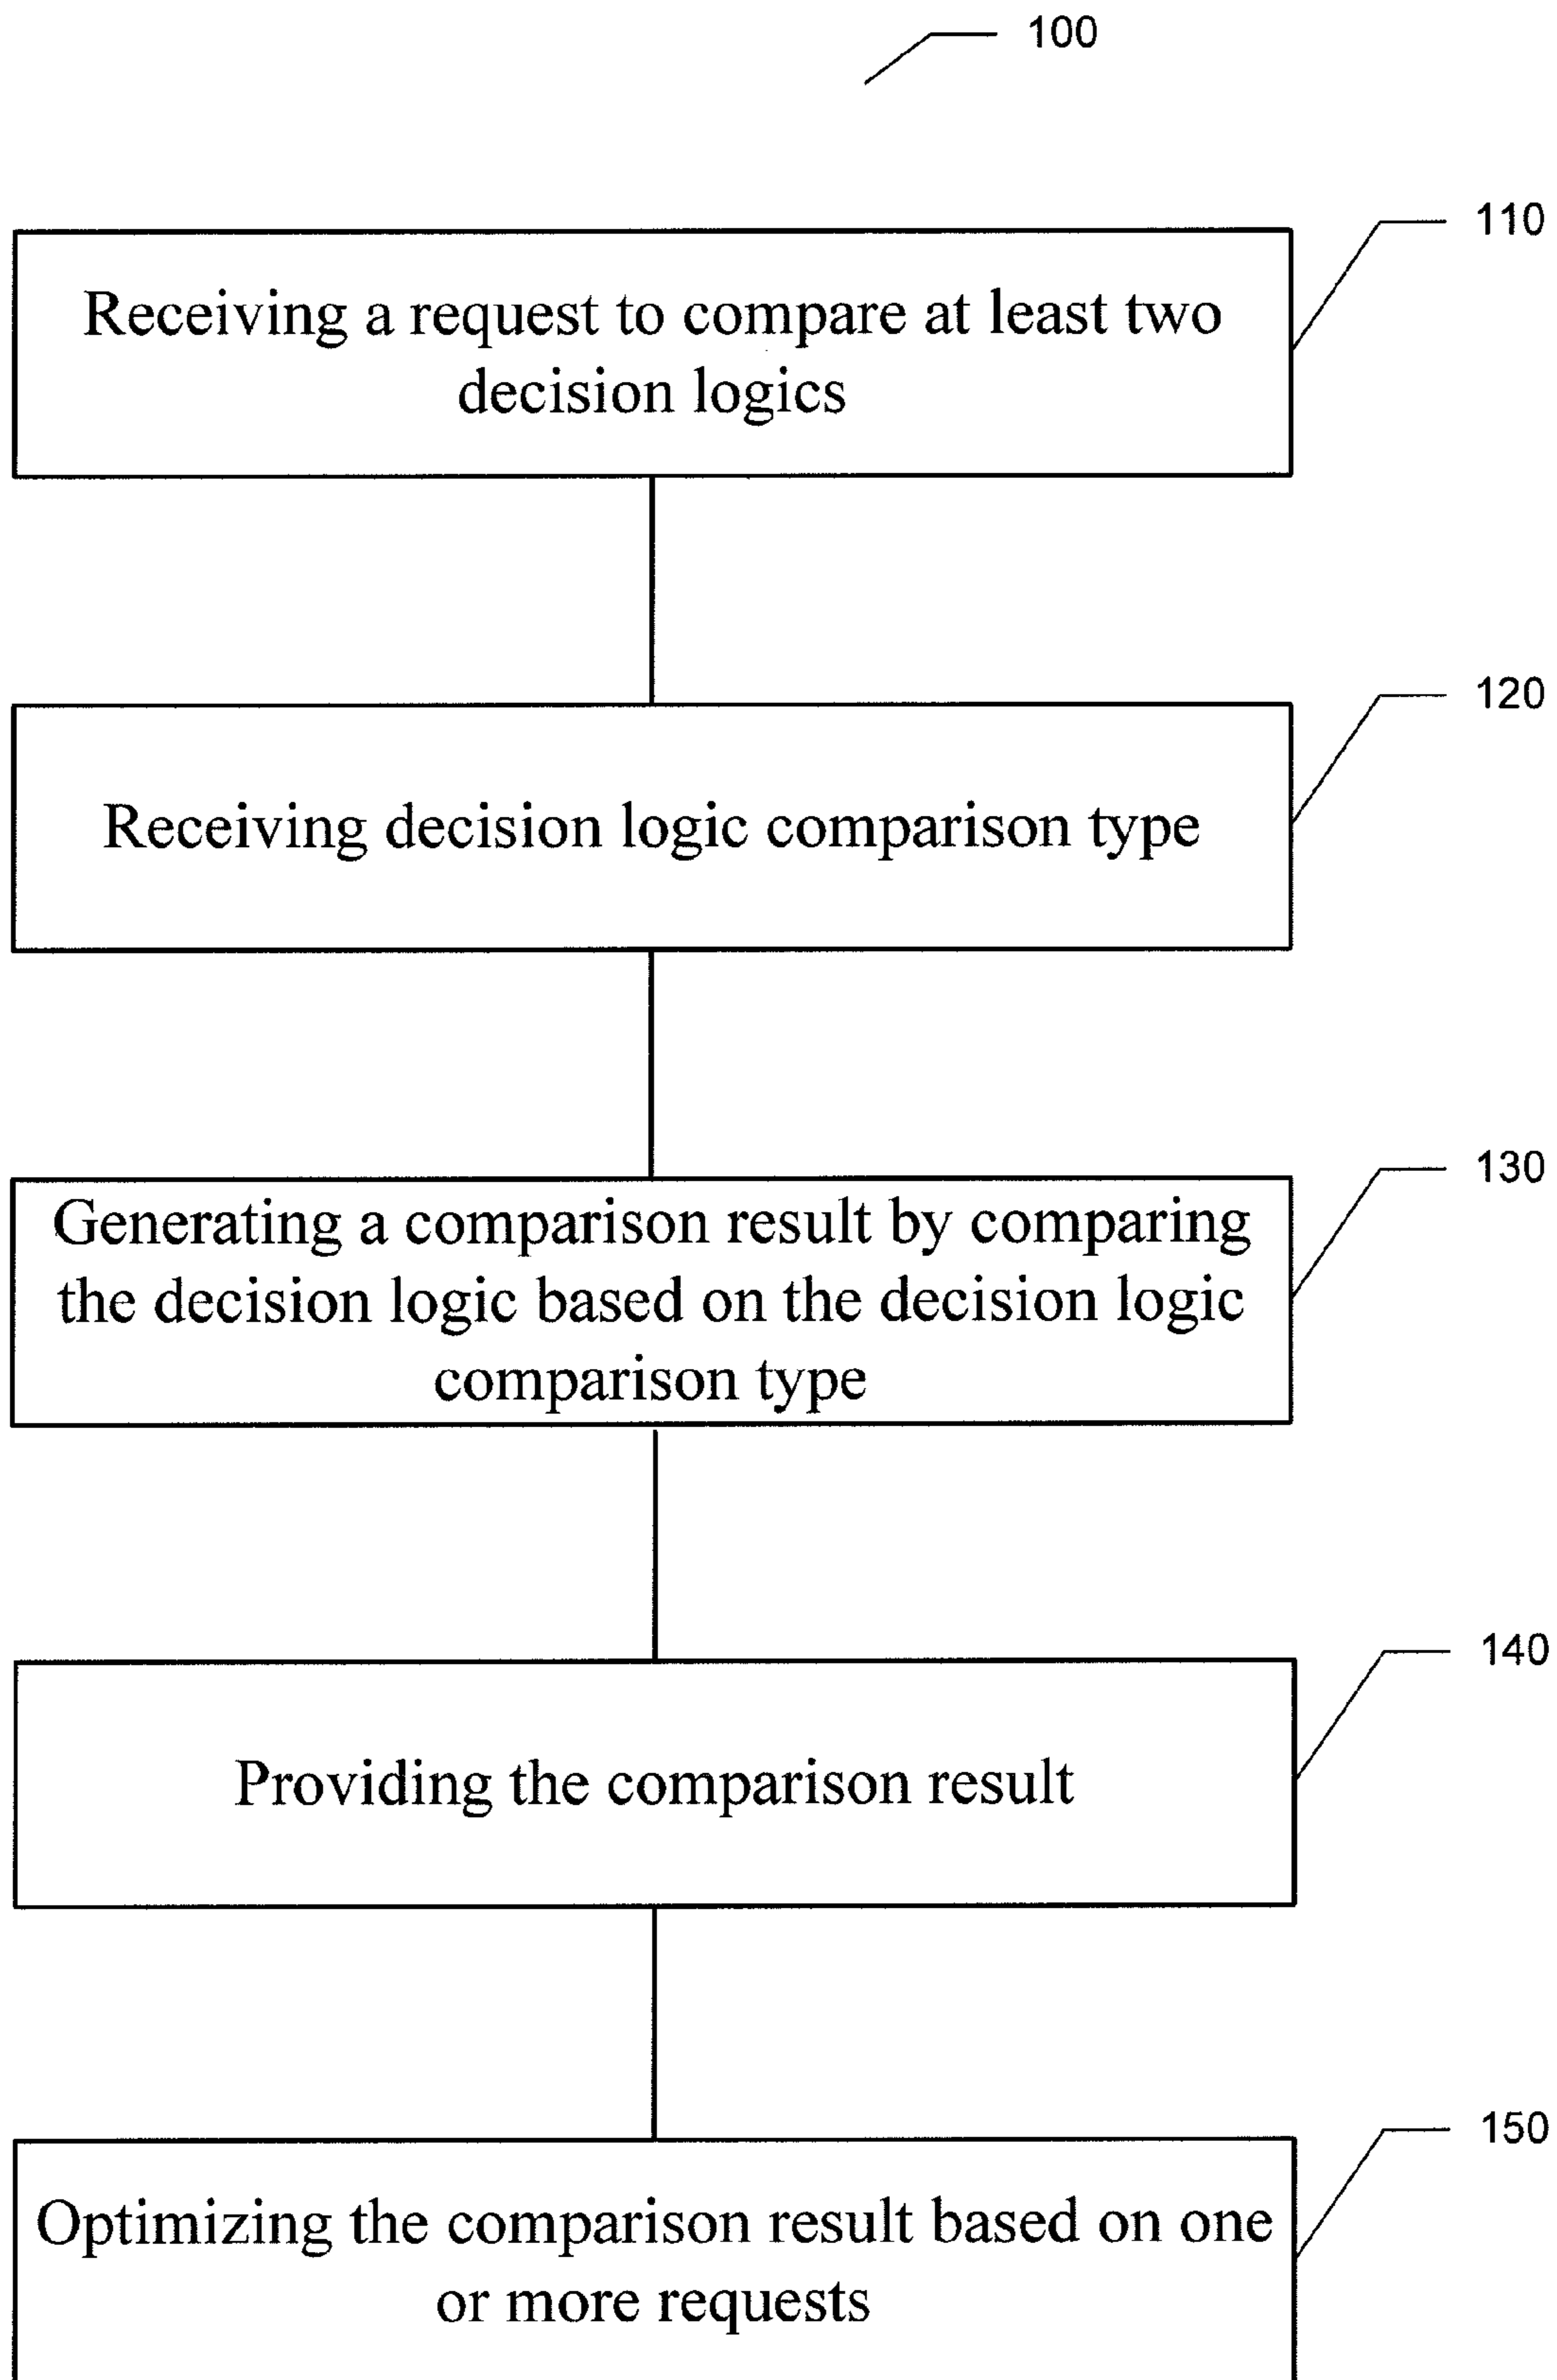 100
110
Receiving a request to compare at least two
decision logics
120
Receiving decision logic comparison type
130
Generating a comparison result by comparing
the decision logic based on the decision logic
comparison type
140
Providing the comparison result
150
Optimizing the comparison result based on one
or more requests